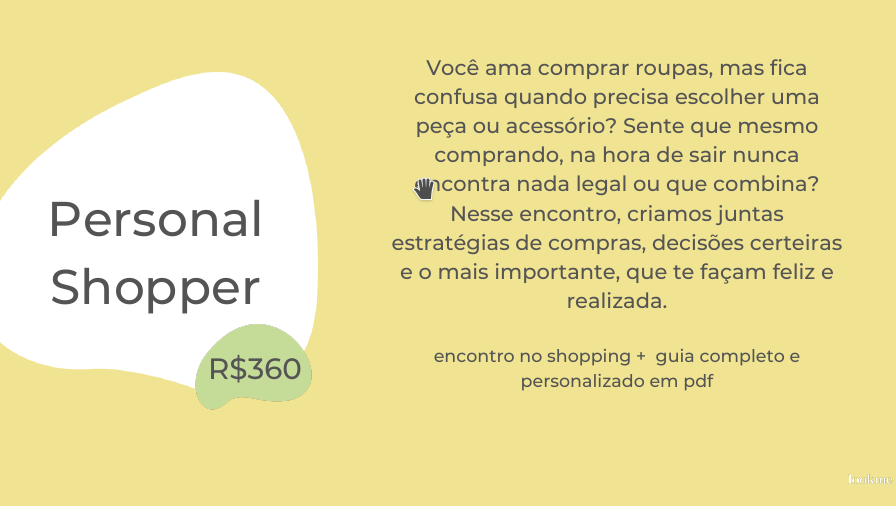 Personal
Shopper
R$360
Você ama comprar roupas, mas fica
confusa quando precisa escolher uma
peça ou acessório? Sente que mesmo
comprando, na hora de sair nunca
encontra nada legal ou que combina?
Nesse encontro, criamos juntas
estratégias de compras, decisões certeiras
e o mais importante, que te façam feliz e
realizada.
encontro no shopping + guia completo e
personalizado em pdf